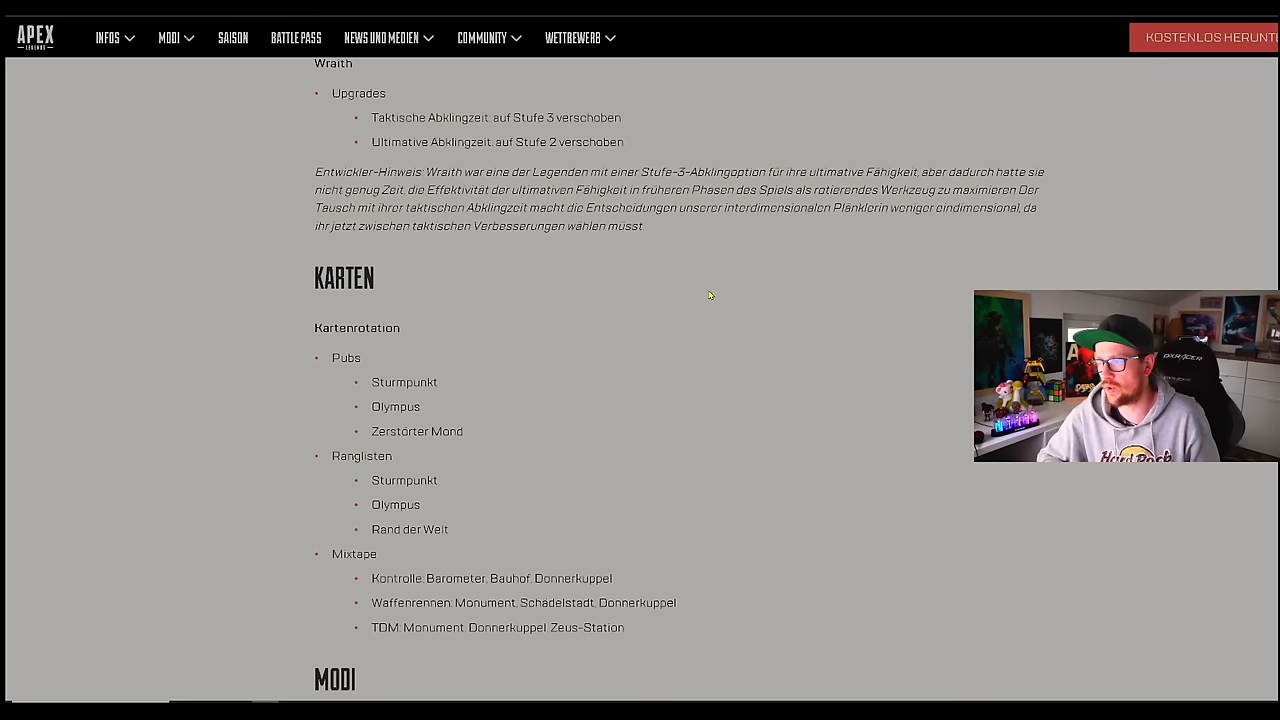 APEX
LEGENDS
INFOS MODI SAISON BATTLE PASS NEWS UND MEDIEN COMMUNITY WETTBEWERB KOSTENLOS HERUNTE
Wraith
• Upgrades
• Taktische Abklingzeit: auf Stufe 3 verschoben
• Ultimative Abklingzeit: auf Stufe 2 verschoben
Entwickler-Hinweis: Wraith war eine der Legenden mit einer Stufe-3-Abklingoption für ihre ultimative Fähigkeit, aber dadurch hatte sie
nicht genug Zeit, die Effektivität der ultimativen Fähigkeit in früheren Phasen des Spiels als rotierendes Werkzeug zu maximieren Der
Tausch mit ihrer taktischen Abklingzeit macht die Entscheidungen unserer interdimensionalen Plänklerin weniger eindimensional, da
ihr jetzt zwischen taktischen Verbesserungen wählen müsst.
KARTEN
Kartenrotation
• Pubs
• Sturmpunkt
• Olympus
• Zerstörter Mond
• Ranglisten
• Sturmpunkt
• Olympus
• Rand der Welt
• Mixtape
• Kontrolle: Barometer, Bauhof, Donnerkuppel
• Waffenrennen: Monument, Schädelstadt, Donnerkuppel
• TDM: Monument, Donnerkuppel, Zeus-Station
MODI
DXRACER
Hard Rock